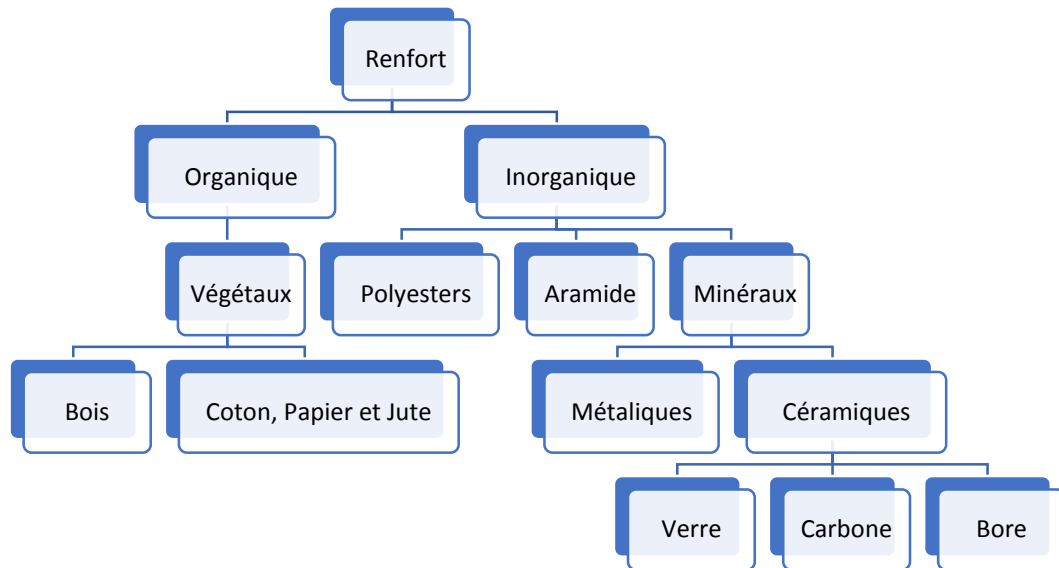 Renfort
Organique
Inorganique
Végétaux
Polyesters
Aramide
Minéraux
Bois
Coton, Papier et Jute
Métaliques
Céramiques
Verre
Carbone
Bore